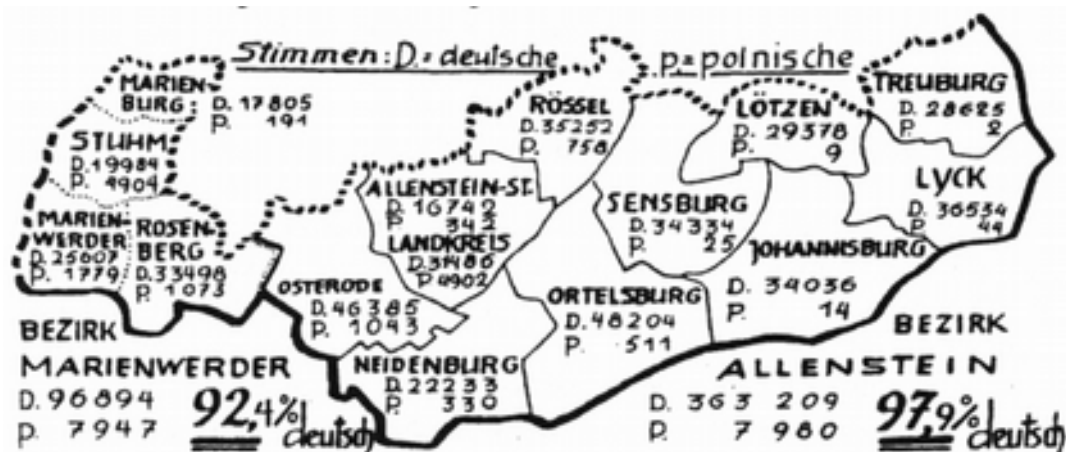 Stimmen: D.=deutsche p.=polnische
MARIEN-
BURG
D. 17805
P. 191
STUHM
D.19984
P. 4904
MARIEN-
WERDER
D.25607
P. 1779
ROSEN-
BERG
D.33498
P. 1073
OSTERODE
D.46385
P. 1043
ALLENSTEIN-ST.
D.16742
P. 342
LANDKREIS
D.31486
P 4902
RÖSSEL
D.35252
P. 758
NEIDENBURG
D.22233
P. 330
ORTELSBURG
D.48204
P. 511
SENSBURG
D.34334
P. 25
LÖTZEN
D. 29378
P. 9
TREUBURG
D. 28625
P. 2
LYCK
D. 36534
P. 44
JOHANNISBURG
D. 34036
P. 14
BEZIRK
MARIENWERDER
D. 96894
P. 7947
92,4% deutsch
BEZIRK
ALLENSTEIN
D. 363 209
P. 7 980
97,9% deutsch